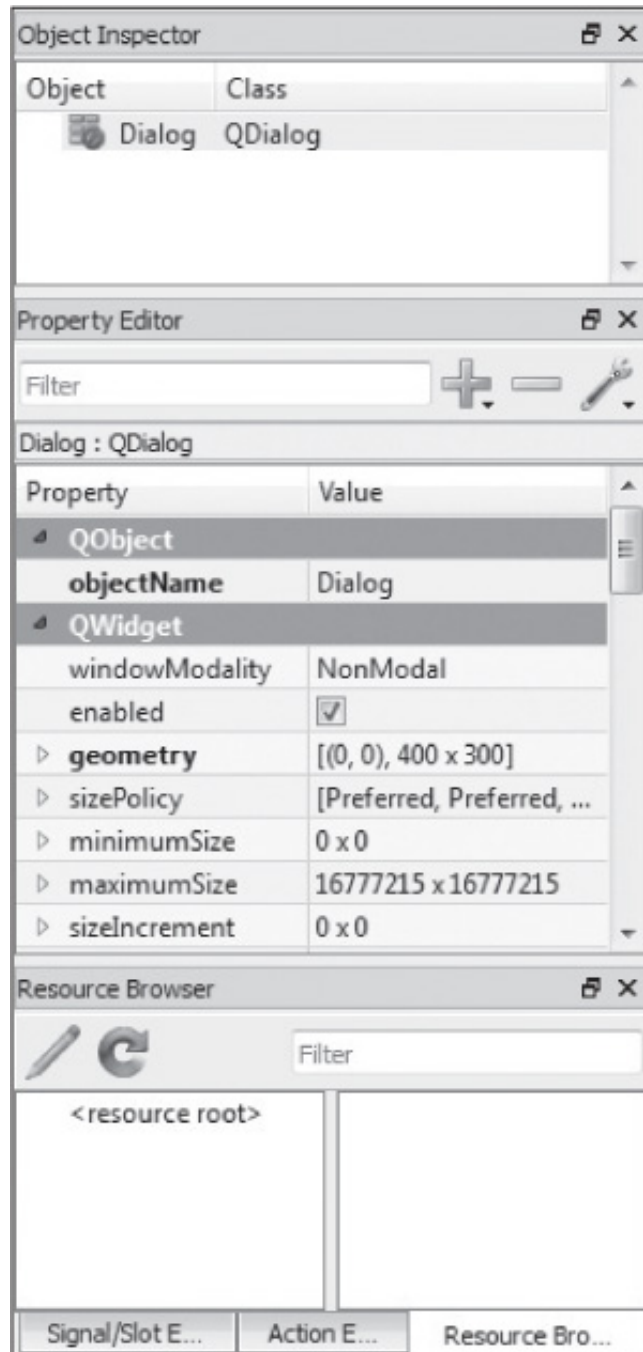 Object Inspector
Object Class
Dialog QDialog
Property Editor
Filter
Dialog : QDialog
Property Value
QObject
objectName Dialog
QWidget
windowModality NonModal
enabled
geometry [(0, 0), 400 x 300]
sizePolicy [Preferred, Preferred, ...
minimumSize 0 x 0
maximumSize 16777215 x 16777215
sizeIncrement 0 x 0
Resource Browser
Filter
<resource root>
Signal/Slot E... Action E... Resource Bro...